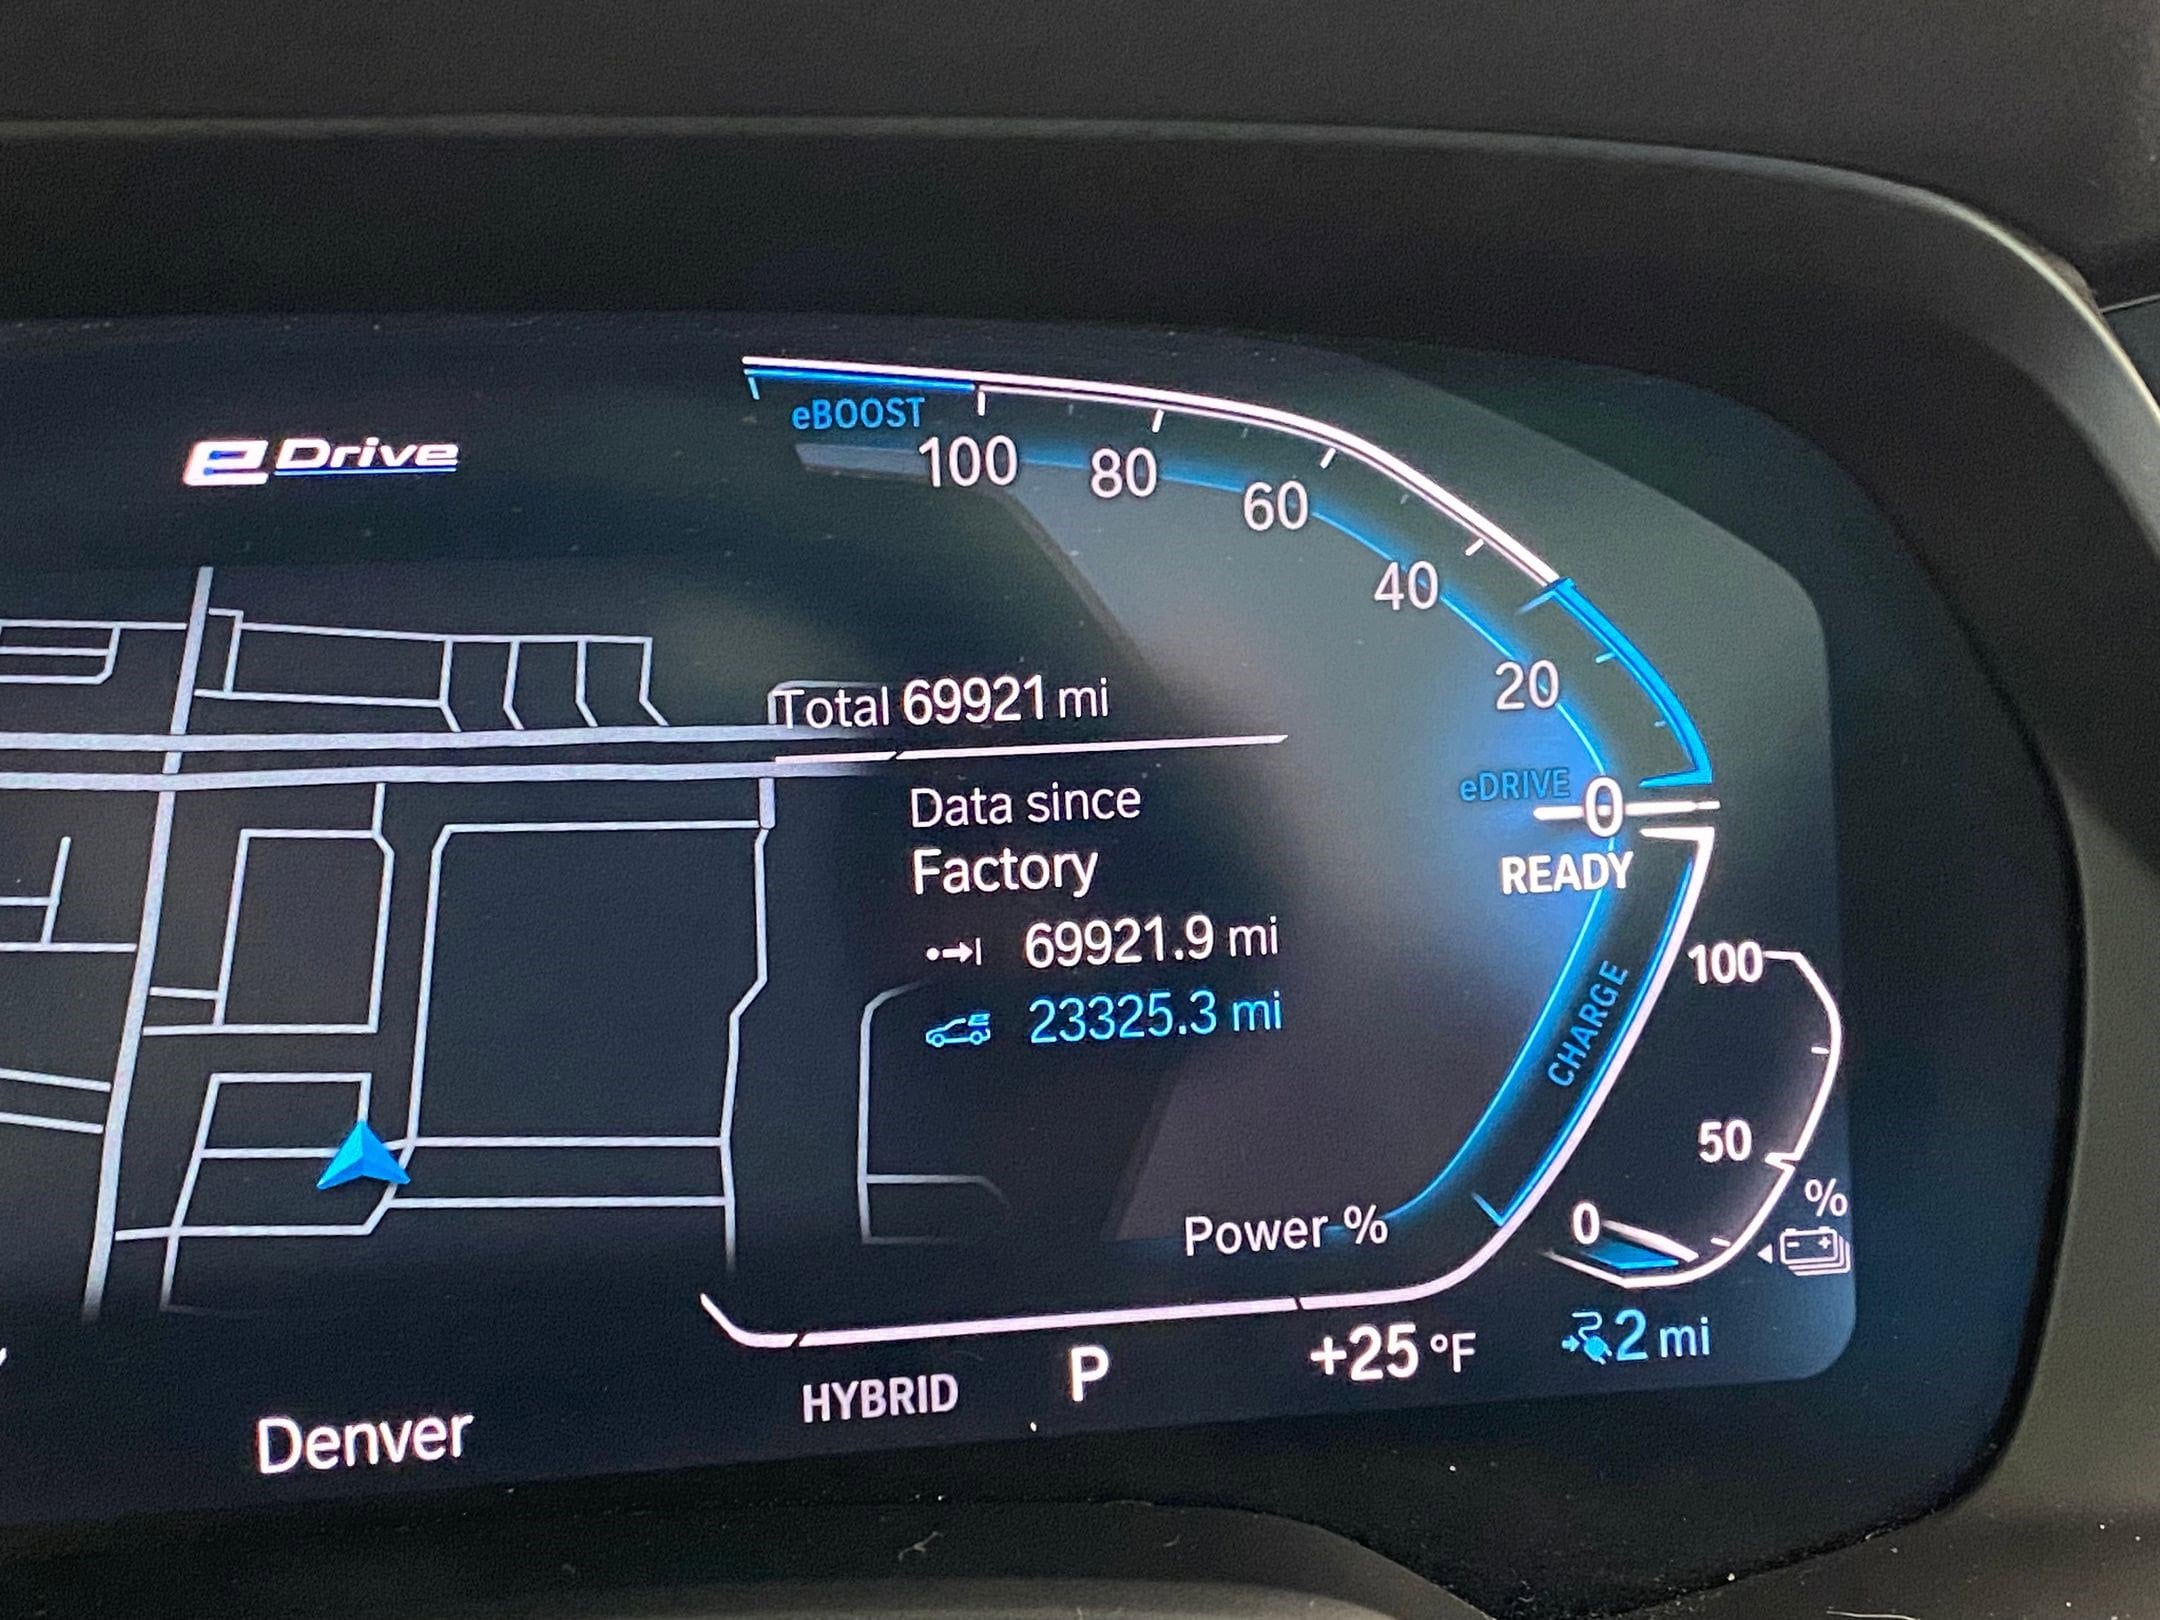 eDrive
eBOOST
100
80
60
40
20
Total 69921 mi
Data since
Factory
69921.9 mi
23325.3 mi
eDRIVE
0
READY
CHARGE
100
50
0
%
Power %
HYBRID
P
+25 °F
2 mi
Denver